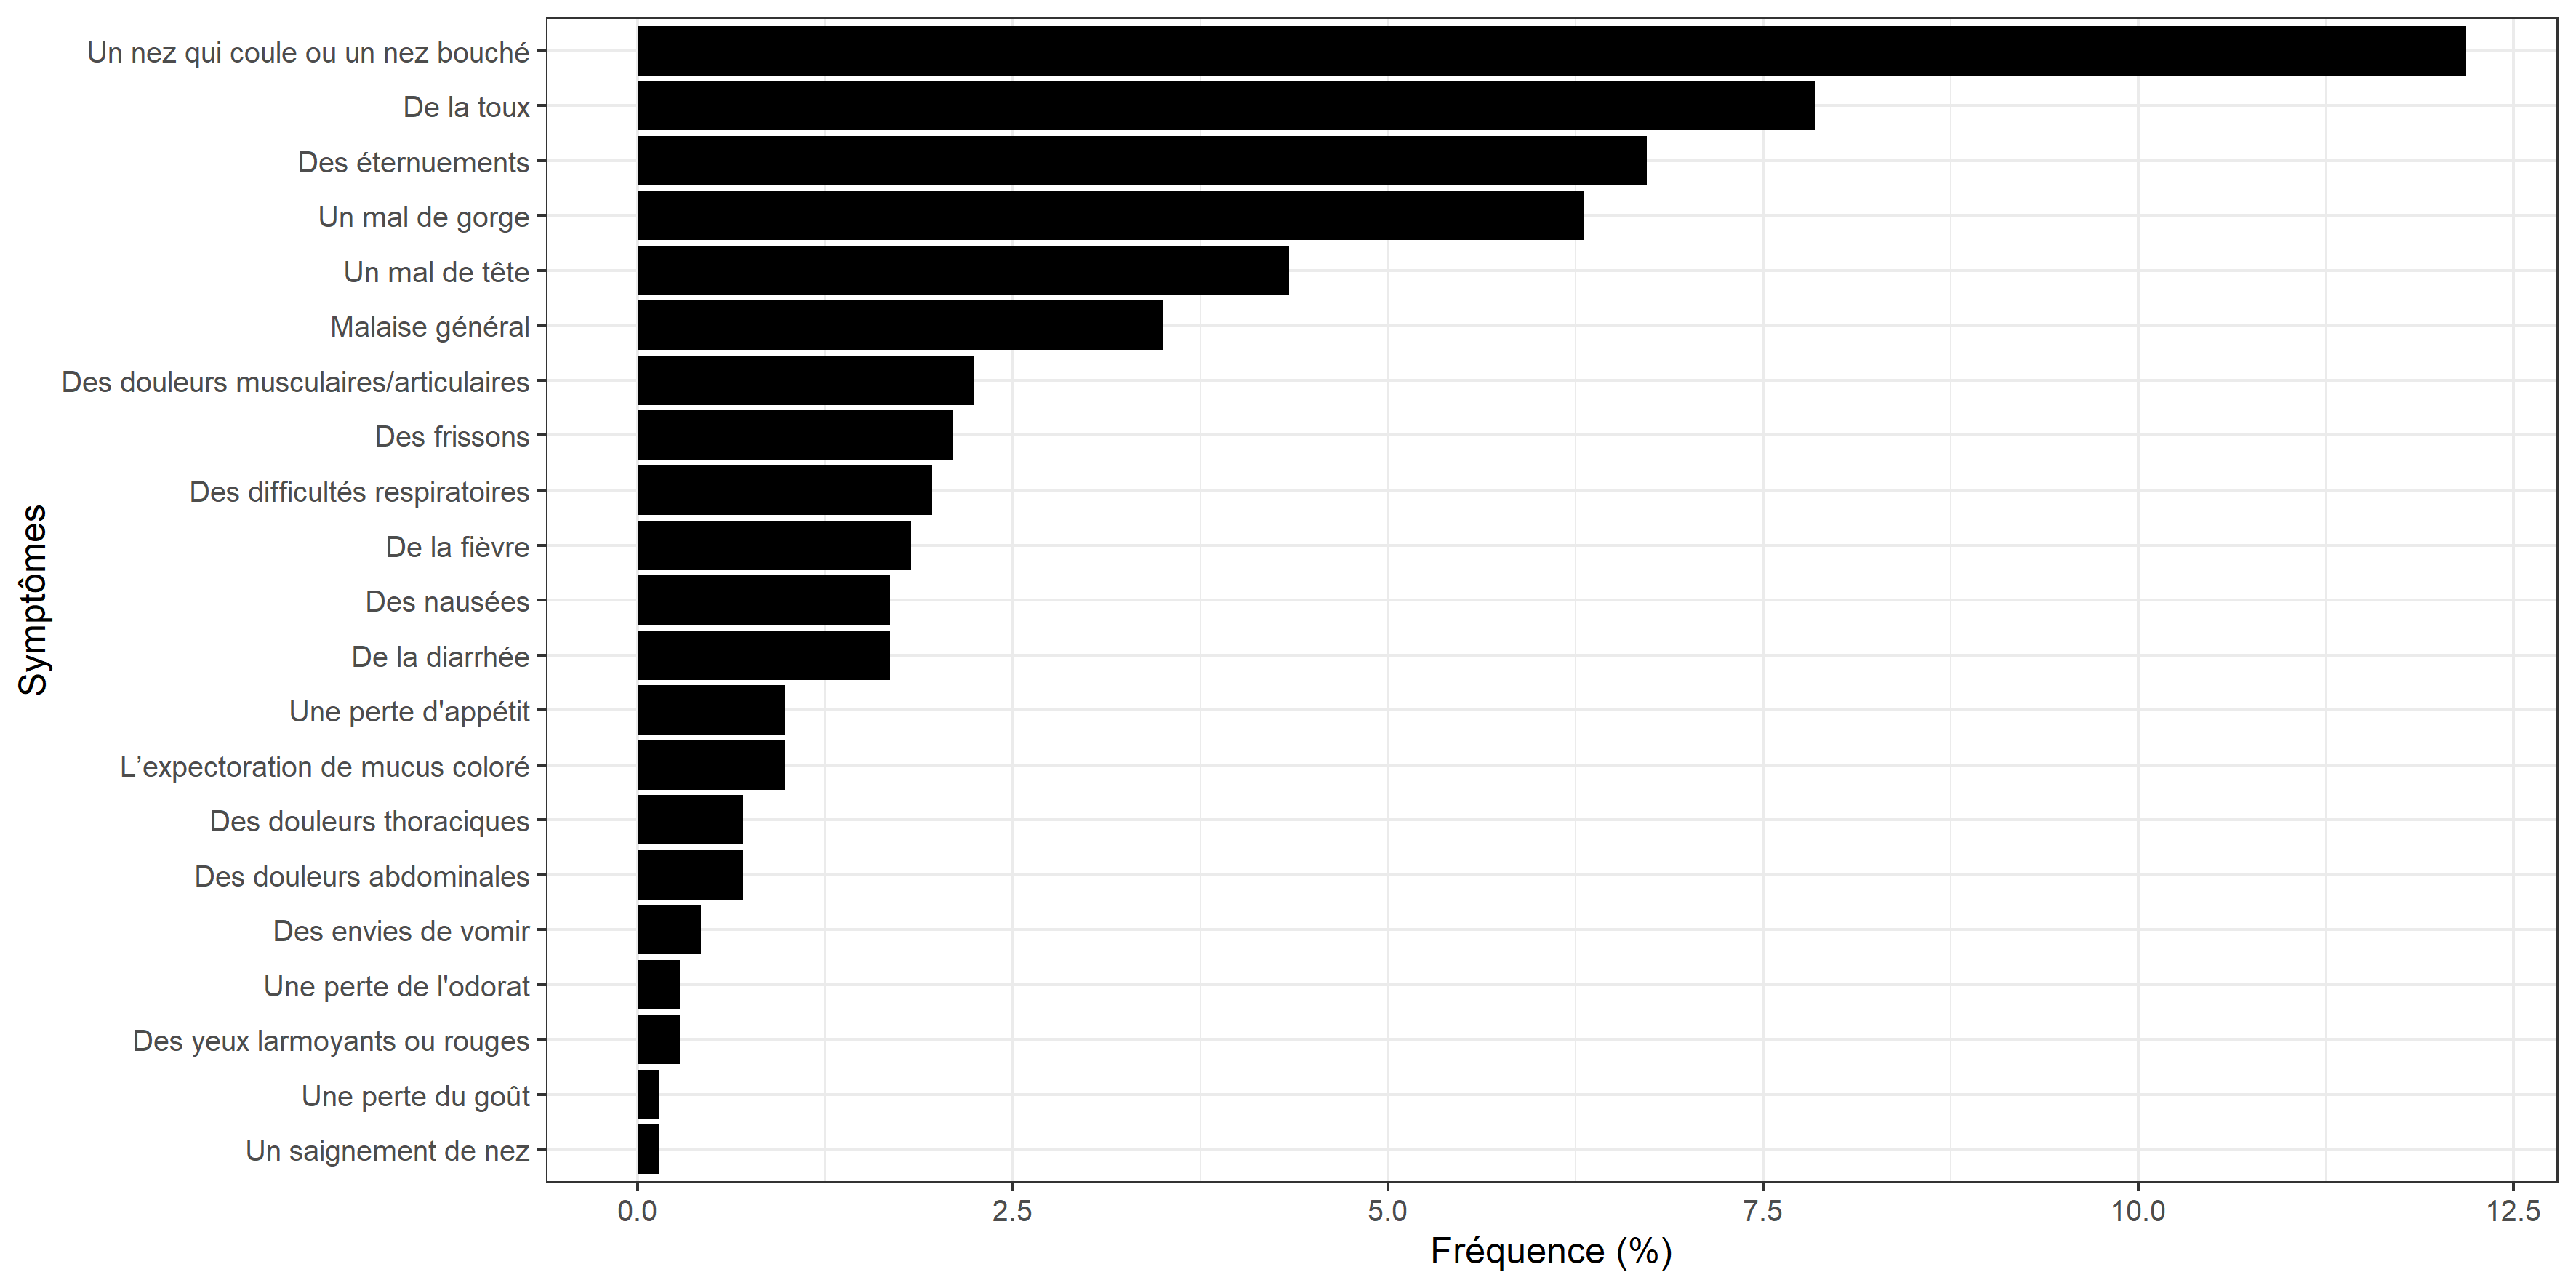 Un nez qui coule ou un nez bouché
De la toux
Des éternuements
Un mal de gorge
Un mal de tête
Malaise général
Des douleurs musculaires/articulaires
Des frissons
Des difficultés respiratoires
De la fièvre
Des nausées
De la diarrhée
Une perte d'appétit
L’expectoration de mucus coloré
Des douleurs thoraciques
Des douleurs abdominales
Des envies de vomir
Une perte de l'odorat
Des yeux larmoyants ou rouges
Une perte du goût
Un saignement de nez
Symptômes
0.0 2.5 5.0 7.5 10.0 12.5
Fréquence (%)